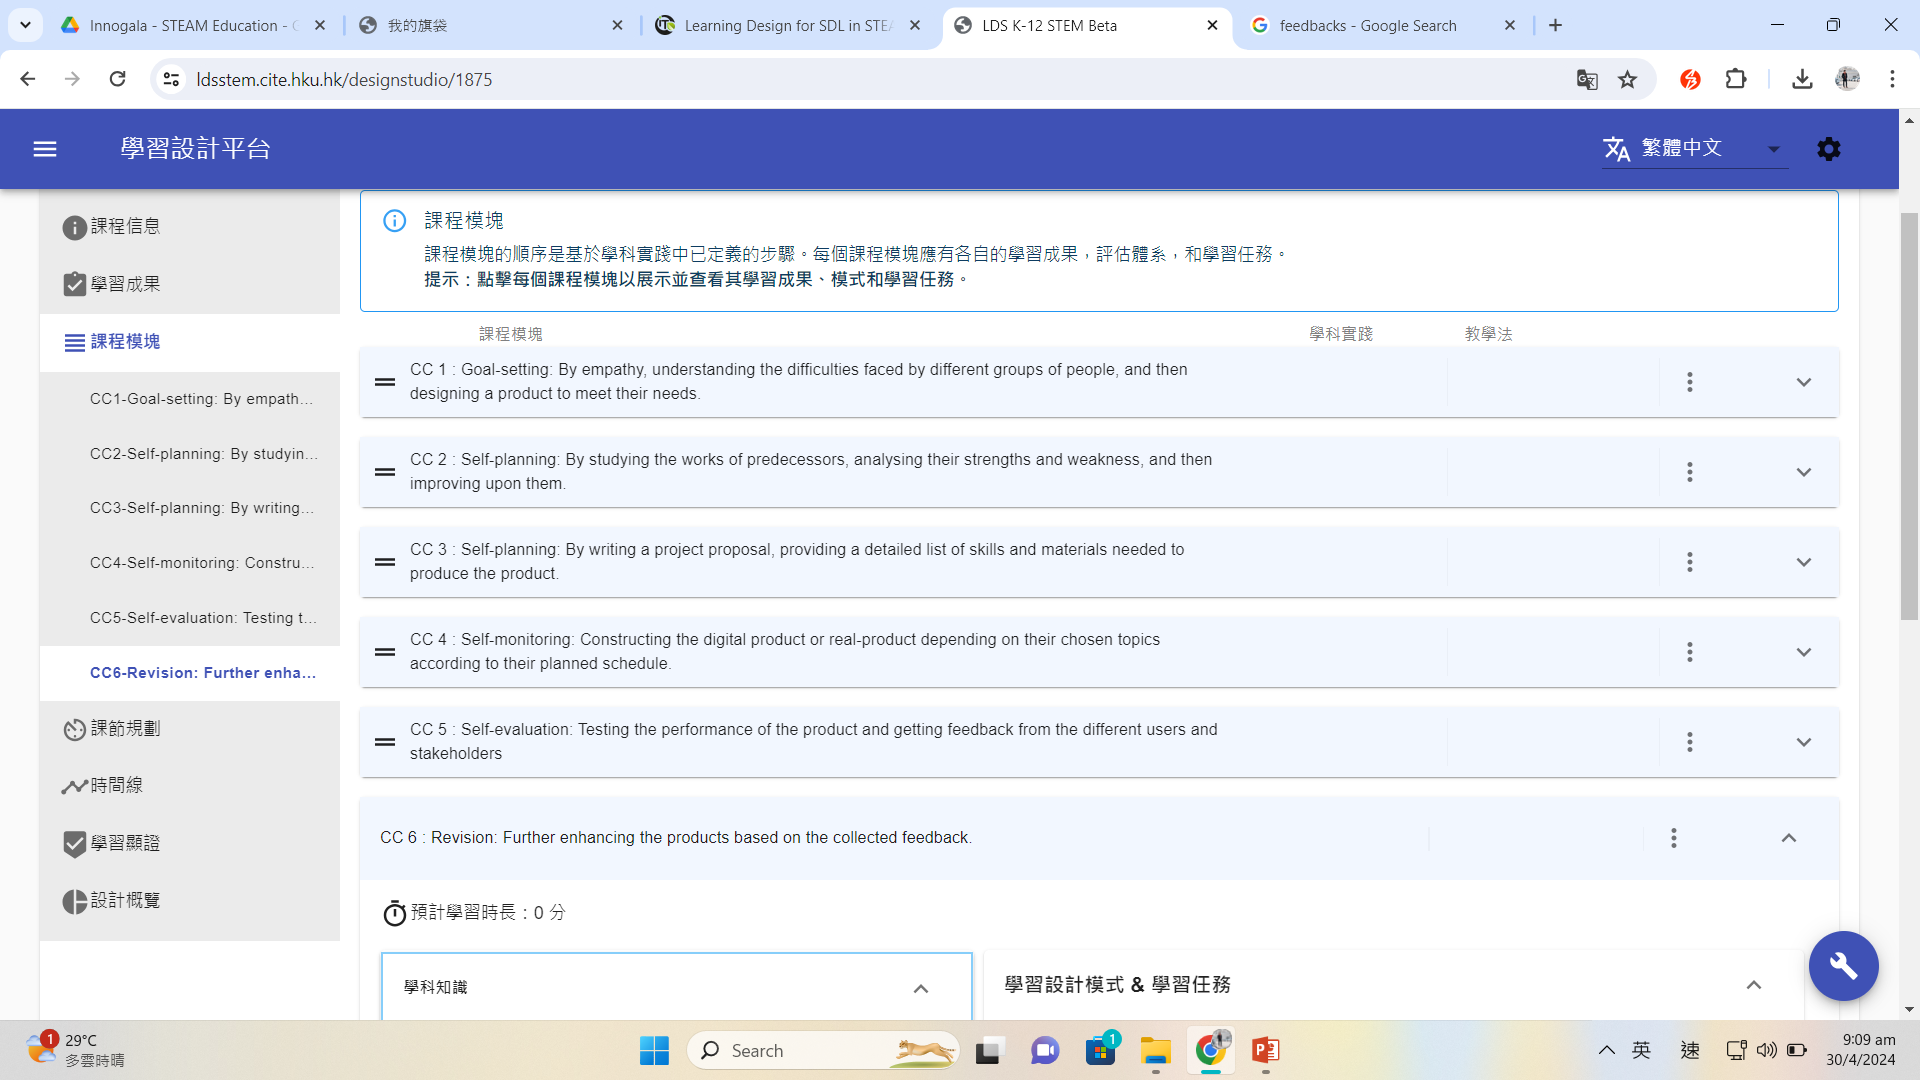 Innogala - STEAM Education - C
我的旗袋
Learning Design for SDL in STEA
LDS K-12 STEM Beta
feedbacks - Google Search
ldsstem.cite.hku.hk/designstudio/1875
學習設計平台
繁體中文
課程信息
學習成果
課程模塊
CC1-Goal-setting: By empath...
CC2-Self-planning: By studyin...
CC3-Self-planning: By writing...
CC4-Self-monitoring: Constru...
CC5-Self-evaluation: Testing t...
CC6-Revision: Further enha...
課節規劃
時間線
學習顯證
設計概覽
課程模塊
課程模塊的順序是基於學科實踐中已定義的步驟。每個課程模塊應有各自的學習成果，評估體系，和學習任務。
提示：點擊每個課程模塊以展示並查看其學習成果、模式和學習任務。
課程模塊 學科實踐 教學法
CC 1 : Goal-setting: By empathy, understanding the difficulties faced by different groups of people, and then
designing a product to meet their needs.
CC 2 : Self-planning: By studying the works of predecessors, analysing their strengths and weakness, and then
improving upon them.
CC 3 : Self-planning: By writing a project proposal, providing a detailed list of skills and materials needed to
produce the product.
CC 4 : Self-monitoring: Constructing the digital product or real-product depending on their chosen topics
according to their planned schedule.
CC 5 : Self-evaluation: Testing the performance of the product and getting feedback from the different users and
stakeholders
CC 6 : Revision: Further enhancing the products based on the collected feedback.
預計學習時長：0 分
學科知識
學習設計模式 & 學習任務
1
29°C
多雲時晴
Search
1
英
速
9:09 am
30/4/2024